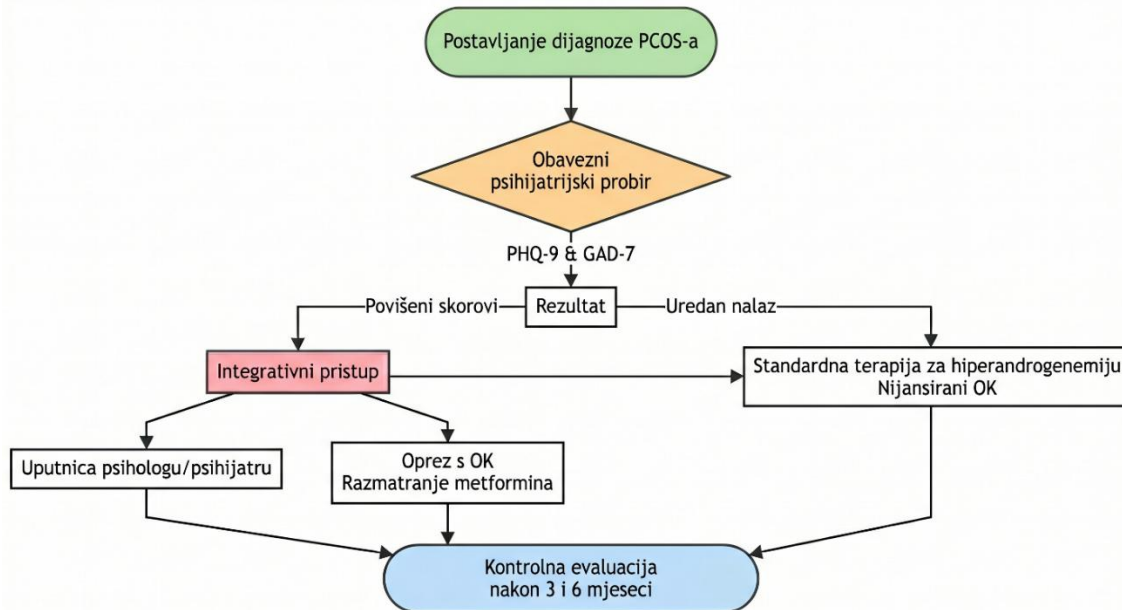 Postavljanje dijagnoze PCOS-a
Obavezni
psihijatrijski probir
PHQ-9 & GAD-7
Povišeni skorovi
Rezultat
Uredan nalaz
Integrativni pristup
Standardna terapija za hiperandrogenemiju
Nijansirani OK
Uputnica psihologu/psihijatru
Oprez s OK
Razmatranje metformina
Kontrolna evaluacija
nakon 3 i 6 mjeseci